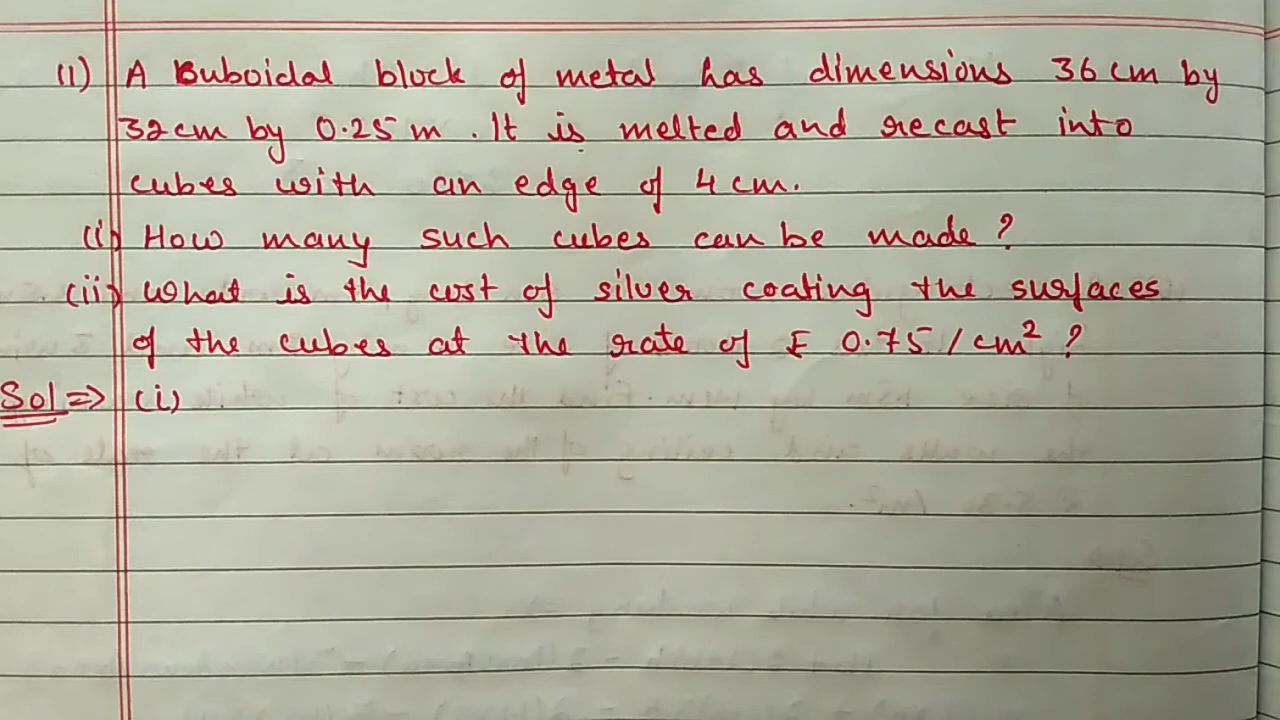 (1) A Cuboidal block of metal has dimensions 36 cm by
32 cm by 0.25 m . It is melted and recast into
cubes with an edge of 4 cm.
(i) How many such cubes can be made ?
(ii) What is the cost of silver coating the surfaces
of the cubes at the rate of ₹ 0.75 / cm² ?
Sol => (i)